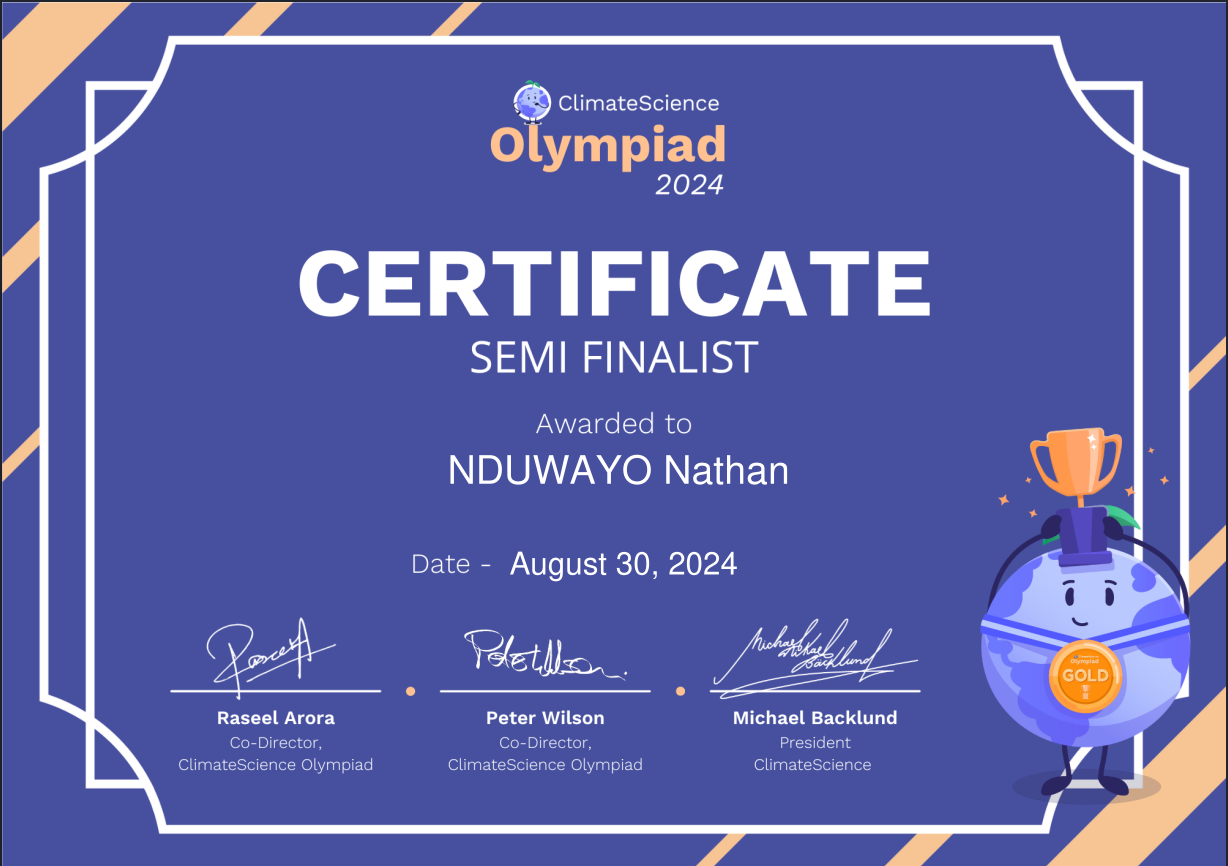 ClimateScience
Olympiad
2024
CERTIFICATE
SEMI FINALIST
Awarded to
NDUWAYO Nathan
Date - August 30, 2024
Raseel Arora
Co-Director,
ClimateScience Olympiad
Peter Wilson
Co-Director,
ClimateScience Olympiad
Michael Backlund
President
ClimateScience
Olympiad
GOLD